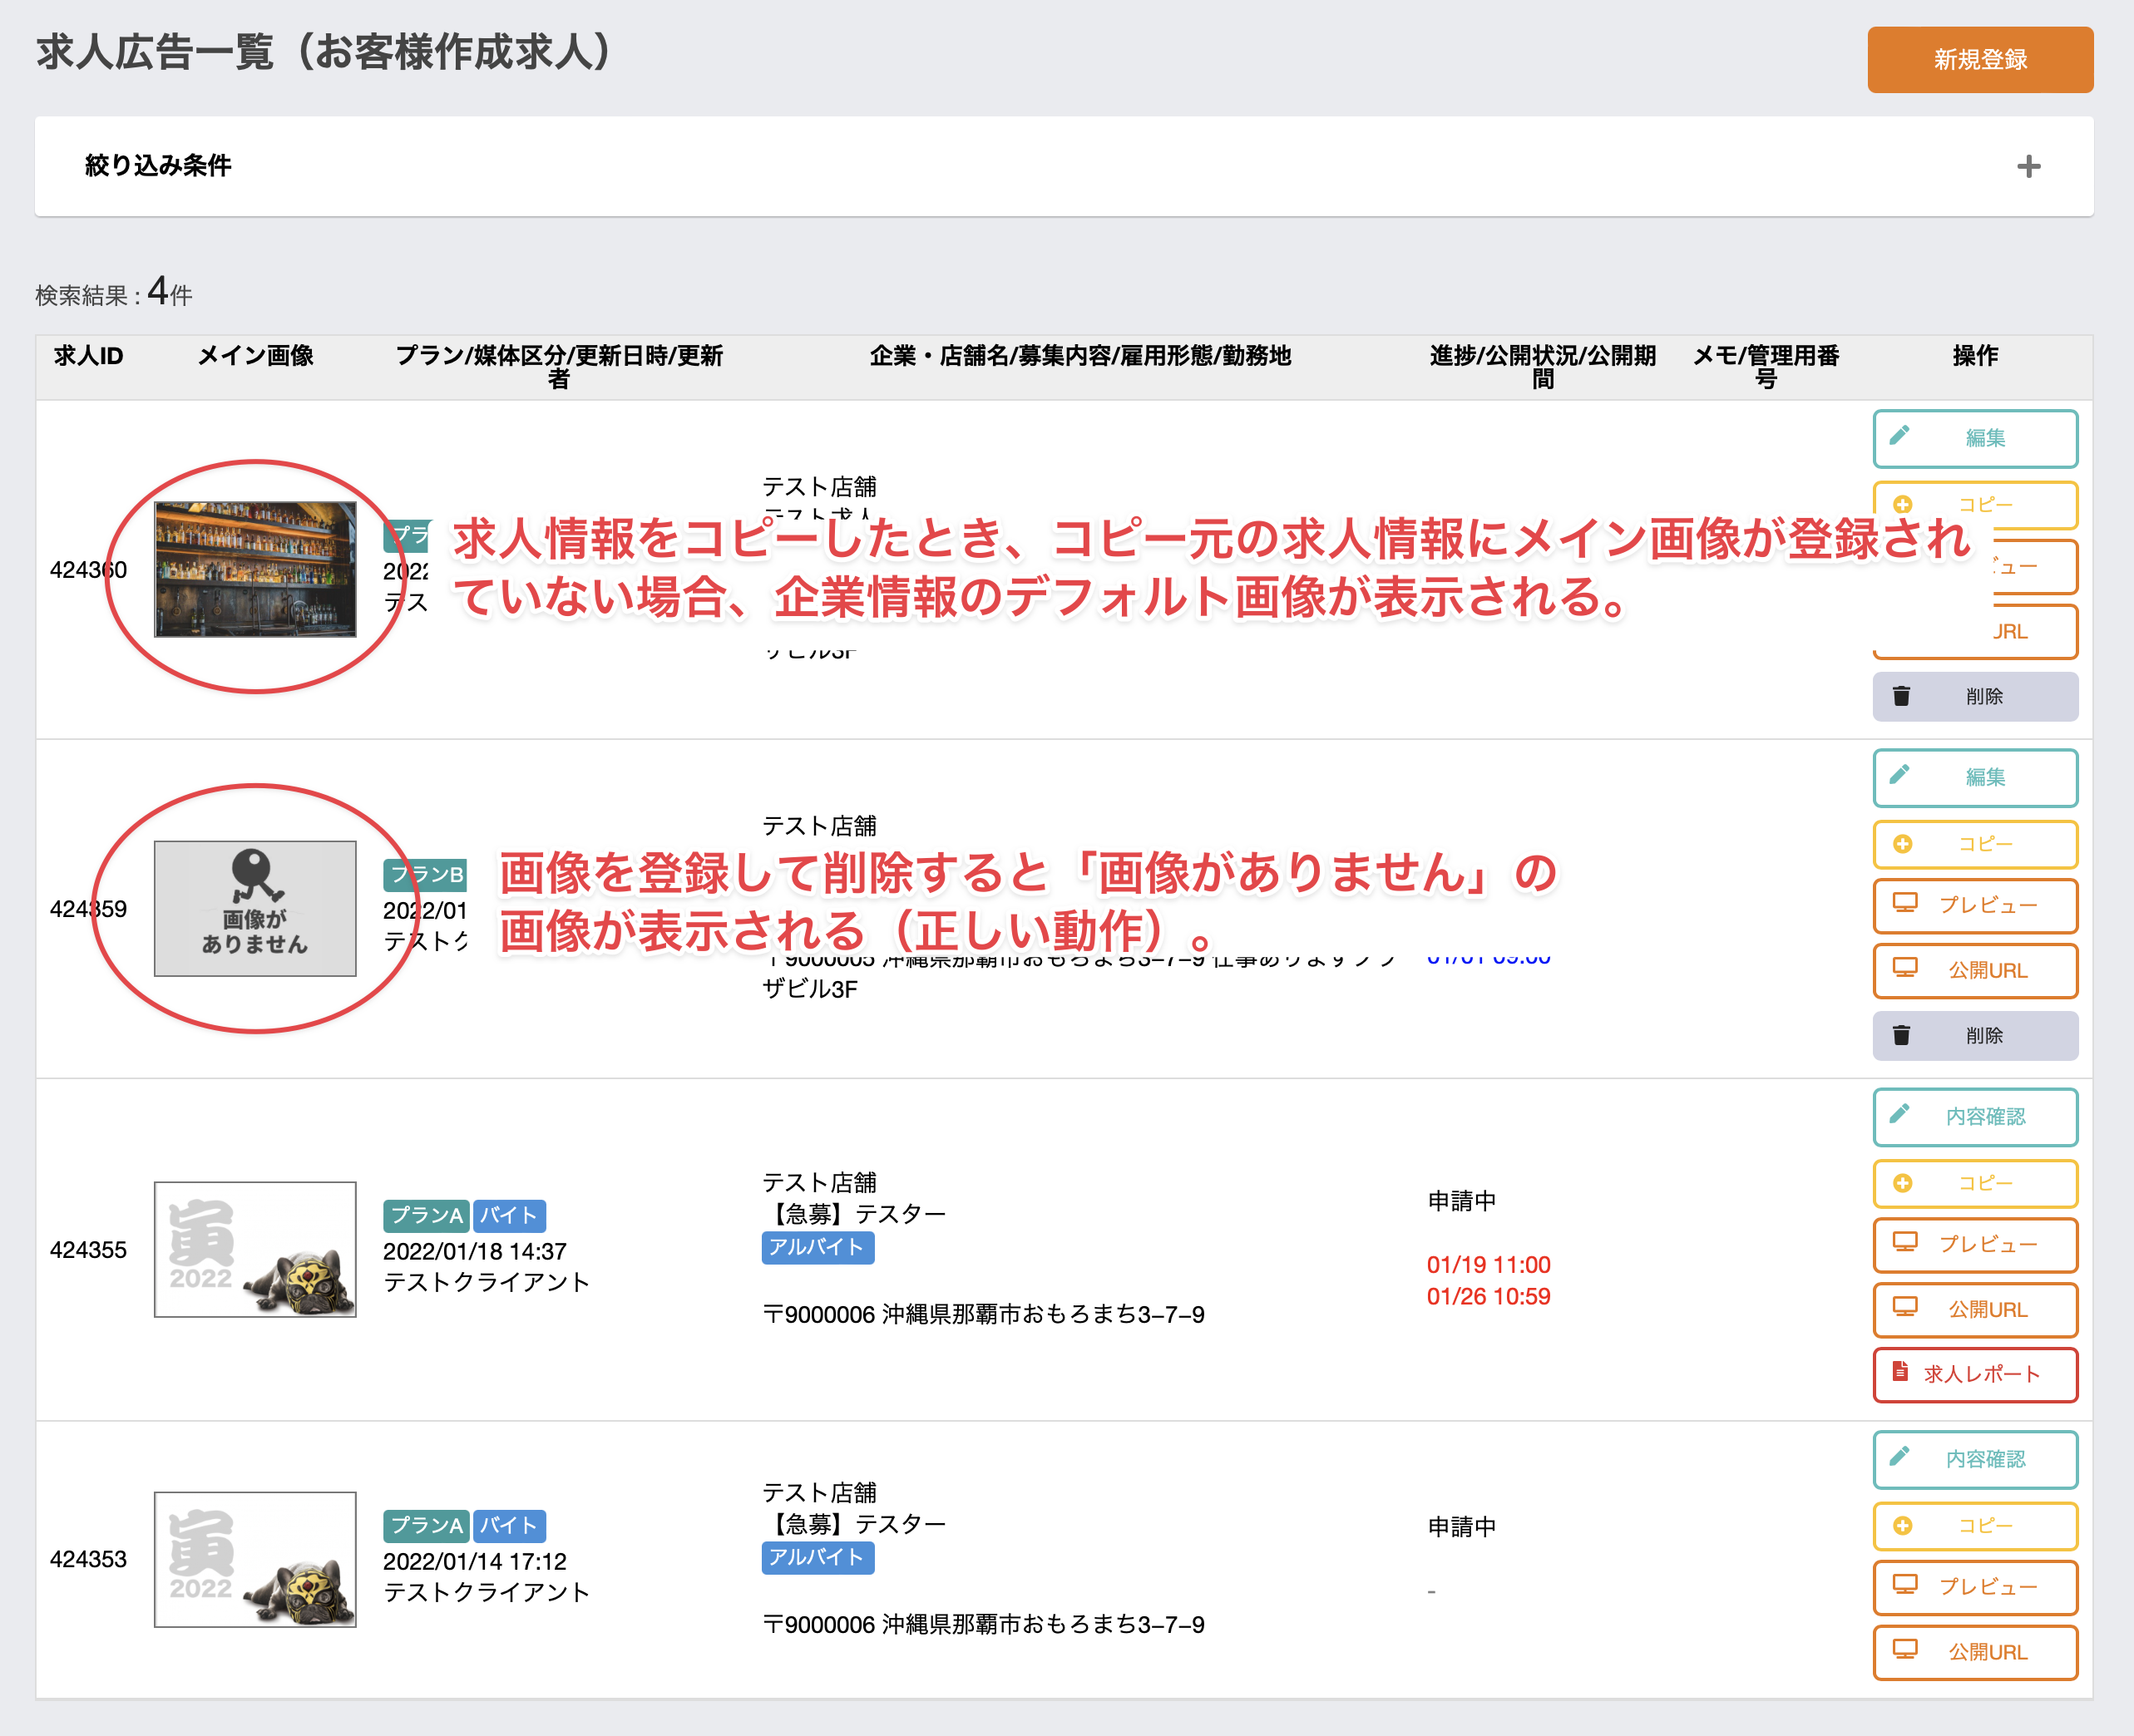 求人広告一覧（お客様作成求人）
新規登録
絞り込み条件
検索結果 : 4件
求人ID
メイン画像
プラン/媒体区分/更新日時/更新
者
企業・店舗名/募集内容/雇用形態/勤務地
進捗/公開状況/公開期
間
メモ/管理用番
号
操作
424360
プラ
2022
テス
テスト店舗
テスト求人
ザビル3F
求人情報をコピーしたとき、コピー元の求人情報にメイン画像が登録され
ていない場合、企業情報のデフォルト画像が表示される。
編集
コピー
ュー
URL
削除
424359
画像が
ありません
プランB
2022/01
テストク
テスト店舗
画像を登録して削除すると「画像がありません」の
画像が表示される（正しい動作）。
〒9000005 沖縄県那覇市おもろまち3−7−9 仕事ありますプラ
ザビル3F
01/01 09:00
編集
コピー
プレビュー
公開URL
削除
424355
寅
2022
プランA バイト
2022/01/18 14:37
テストクライアント
テスト店舗
【急募】テスター
アルバイト
〒9000006 沖縄県那覇市おもろまち3−7−9
申請中
01/19 11:00
01/26 10:59
内容確認
コピー
プレビュー
公開URL
求人レポート
424353
寅
2022
プランA バイト
2022/01/14 17:12
テストクライアント
テスト店舗
【急募】テスター
アルバイト
〒9000006 沖縄県那覇市おもろまち3−7−9
申請中
-
内容確認
コピー
プレビュー
公開URL